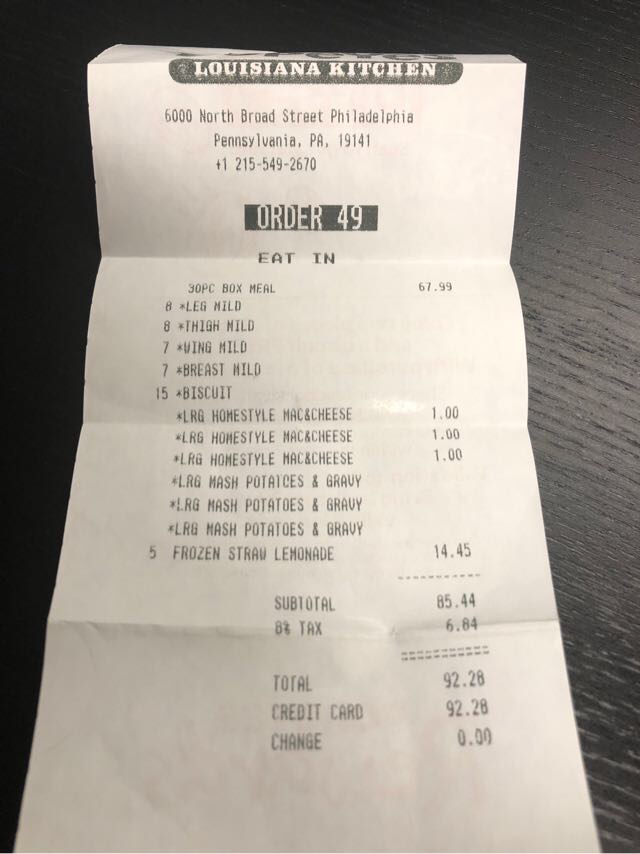 LOUISIANA KITCHEN
6000 North Broad Street Philadelphia
Pennsylvania, PA, 19141
+1 215-549-2670
ORDER 49
EAT IN
30PC BOX MEAL 67.99
8 *LEG MILD
8 *THIGH MILD
7 *WING MILD
7 *BREAST MILD
15 *BISCUIT
*LRG HOMESTYLE MAC&CHEESE 1.00
*LRG HOMESTYLE MAC&CHEESE 1.00
*LRG HOMESTYLE MAC&CHEESE 1.00
*LRG MASH POTATOES & GRAVY
*LRG MASH POTATOES & GRAVY
*LRG MASH POTATOES & GRAVY
5 FROZEN STRAW LEMONADE 14.45
SUBTOTAL 85.44
8% TAX 6.84
TOTAL 92.28
CREDIT CARD 92.28
CHANGE 0.00